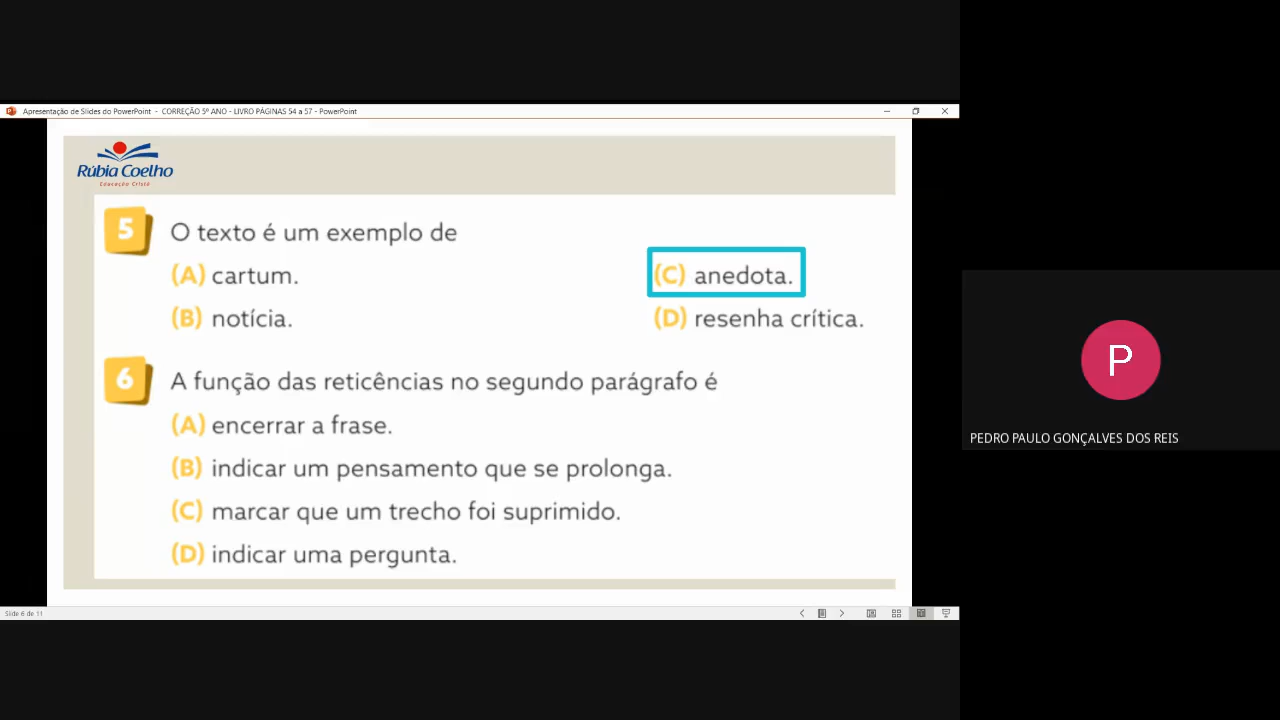 Apresentação de Slides do PowerPoint - CORREÇÃO 5º ANO - LIVRO PÁGINAS 54 a 57 - PowerPoint
Rúbia Coelho
Educação Cristã
5 O texto é um exemplo de
(A) cartum.
(B) notícia.
(C) anedota.
(D) resenha crítica.
6 A função das reticências no segundo parágrafo é
(A) encerrar a frase.
(B) indicar um pensamento que se prolonga.
(C) marcar que um trecho foi suprimido.
(D) indicar uma pergunta.
Slide 6 de 11
P
PEDRO PAULO GONÇALVES DOS REIS